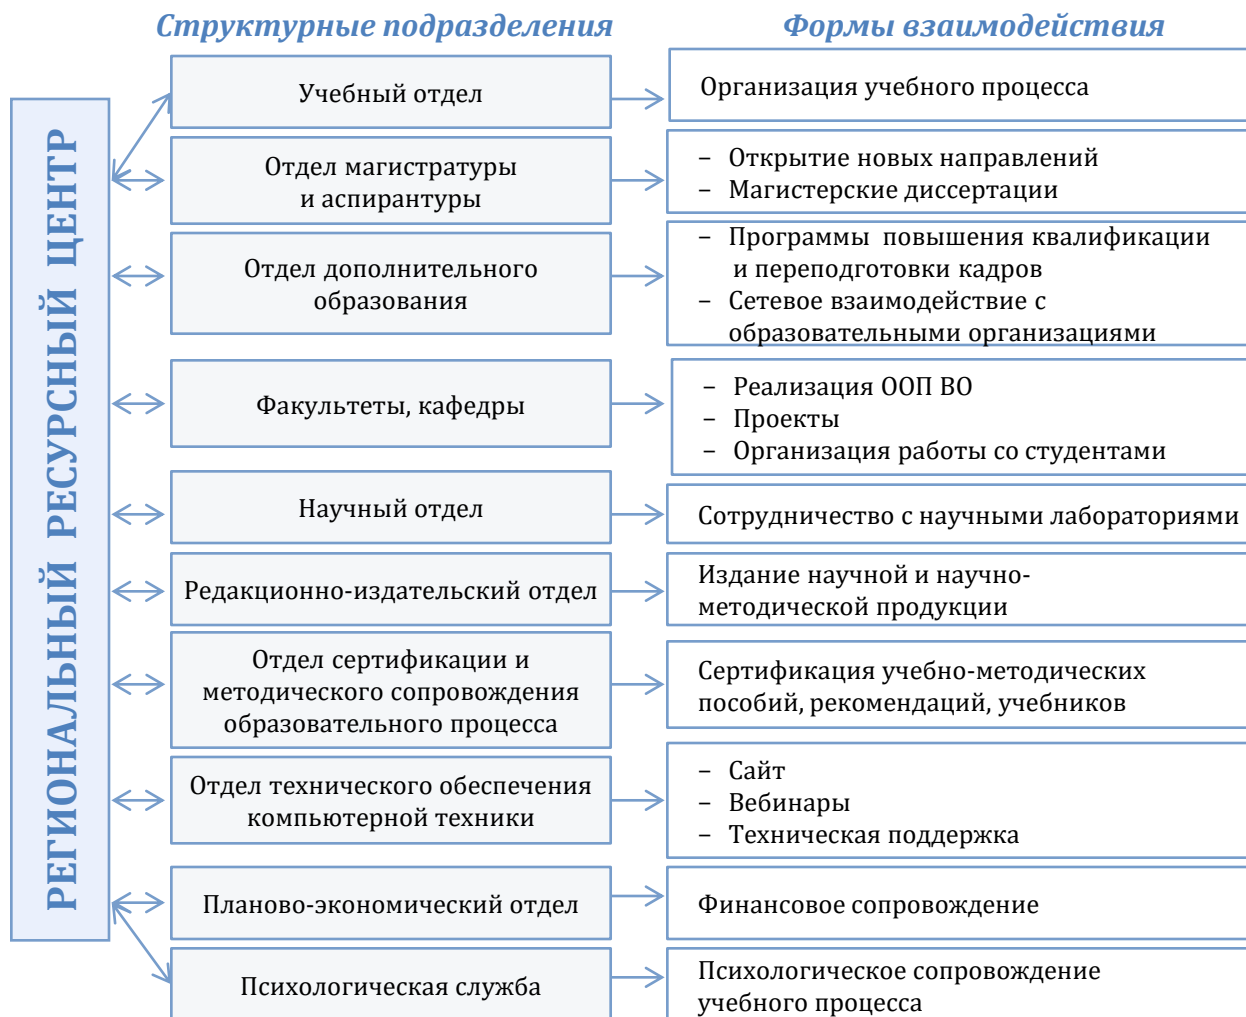 Структурные подразделения
Формы взаимодействия
РЕГИОНАЛЬНЫЙ РЕСУРСНЫЙ ЦЕНТР
Учебный отдел
Организация учебного процесса
Отдел магистратуры
и аспирантуры
– Открытие новых направлений
– Магистерские диссертации
Отдел дополнительного
образования
– Программы повышения квалификации
и переподготовки кадров
– Сетевое взаимодействие с
образовательными организациями
Факультеты, кафедры
– Реализация ООП ВО
– Проекты
– Организация работы со студентами
Научный отдел
Сотрудничество с научными лабораториями
Редакционно-издательский отдел
Издание научной и научно-
методической продукции
Отдел сертификации и
методического сопровождения
образовательного процесса
Сертификация учебно-методических
пособий, рекомендаций, учебников
Отдел технического обеспечения
компьютерной техники
– Сайт
– Вебинары
– Техническая поддержка
Планово-экономический отдел
Финансовое сопровождение
Психологическая служба
Психологическое сопровождение
учебного процесса